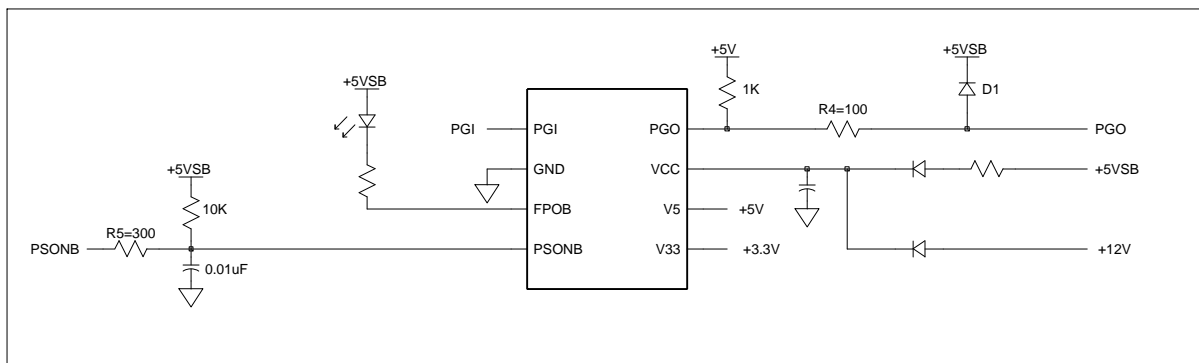 +5V
+5VSB
+5VSB
1K
D1
R4=100
PGI
PGI
PGO
PGO
+5VSB
GND
VCC
+5VSB
10K
FPOB
V5
+5V
R5=300
PSONB
PSONB
V33
+3.3V
+12V
0.01uF